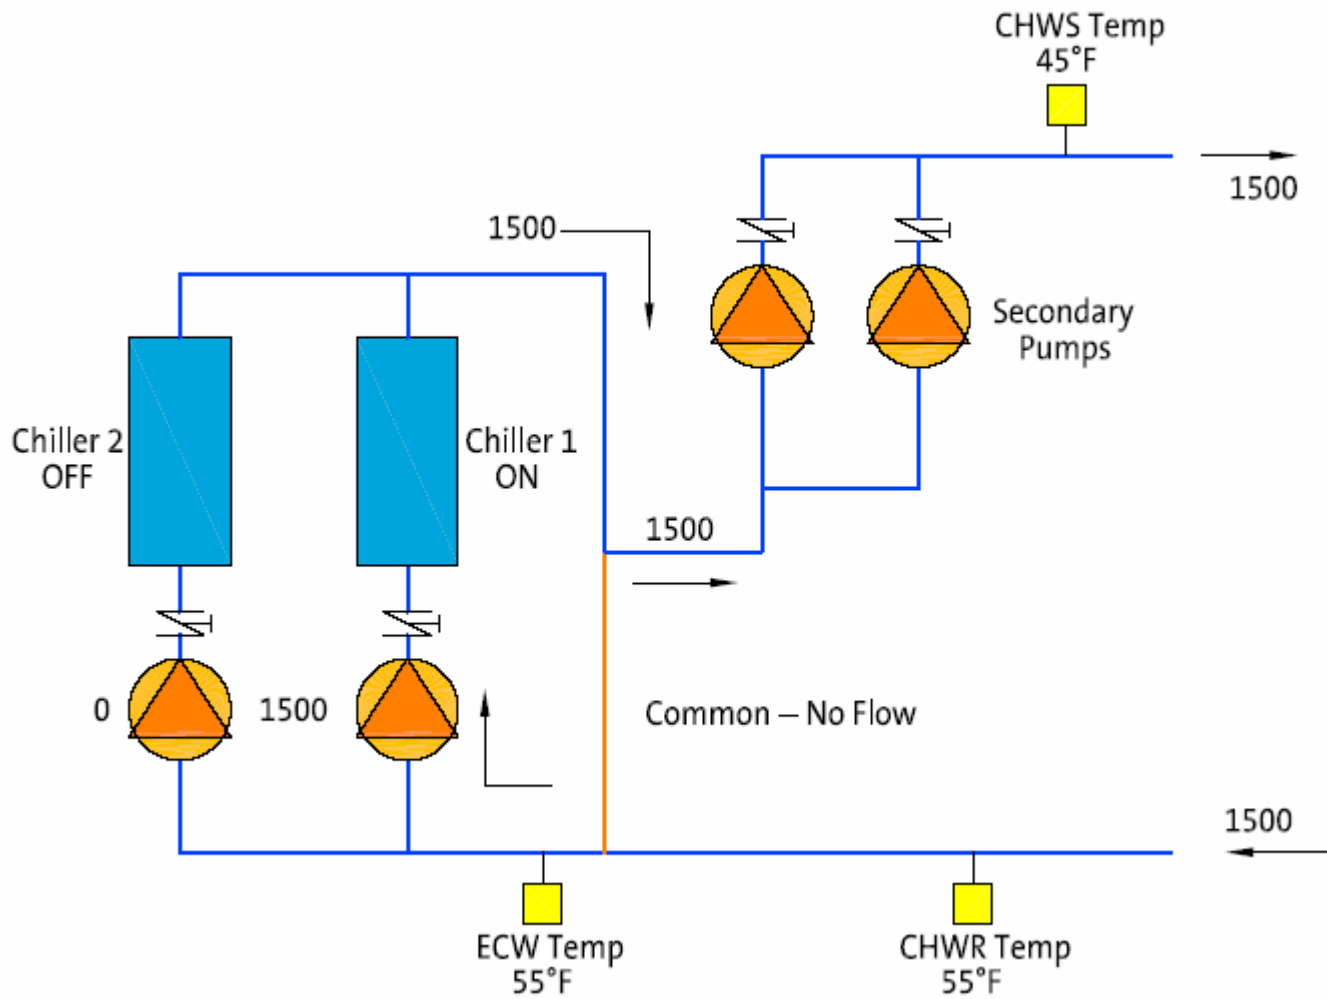 CHWS Temp
45°F
1500
1500
Secondary
Pumps
Chiller 2
OFF
Chiller 1
ON
1500
0
1500
Common – No Flow
1500
ECW Temp
55°F
CHWR Temp
55°F